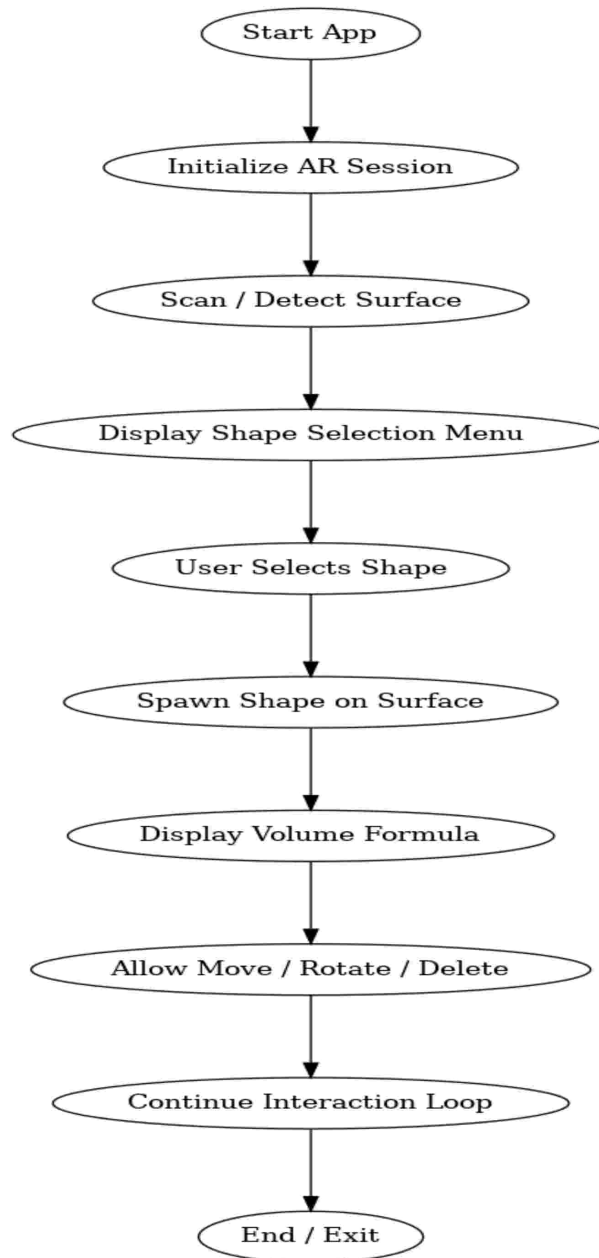 Start App
Initialize AR Session
Scan / Detect Surface
Display Shape Selection Menu
User Selects Shape
Spawn Shape on Surface
Display Volume Formula
Allow Move / Rotate / Delete
Continue Interaction Loop
End / Exit